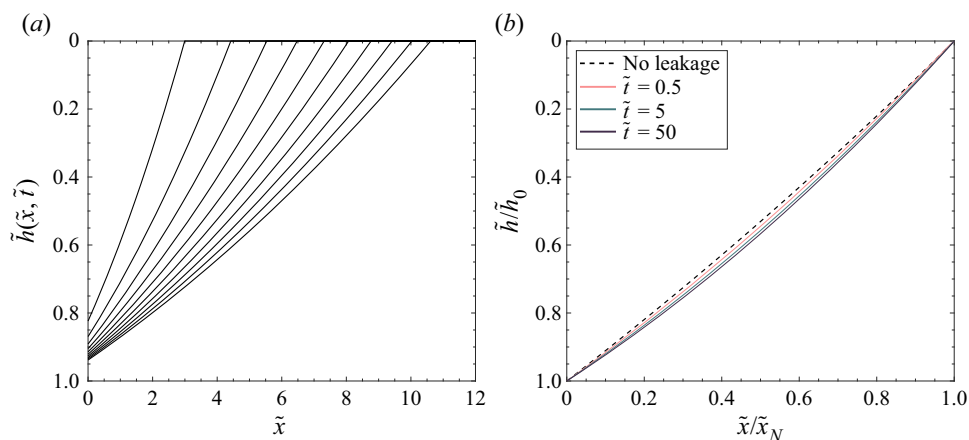 (a)
0
0.2
0.4
0.6
0.8
1.0
h̃(x̃, t̃)
0 2 4 6 8 10 12
x̃
(b)
0
0.2
0.4
0.6
0.8
1.0
h̃/h̃₀
No leakage
t̃ = 0.5
t̃ = 5
t̃ = 50
0 0.2 0.4 0.6 0.8 1.0
x̃/x̃_N